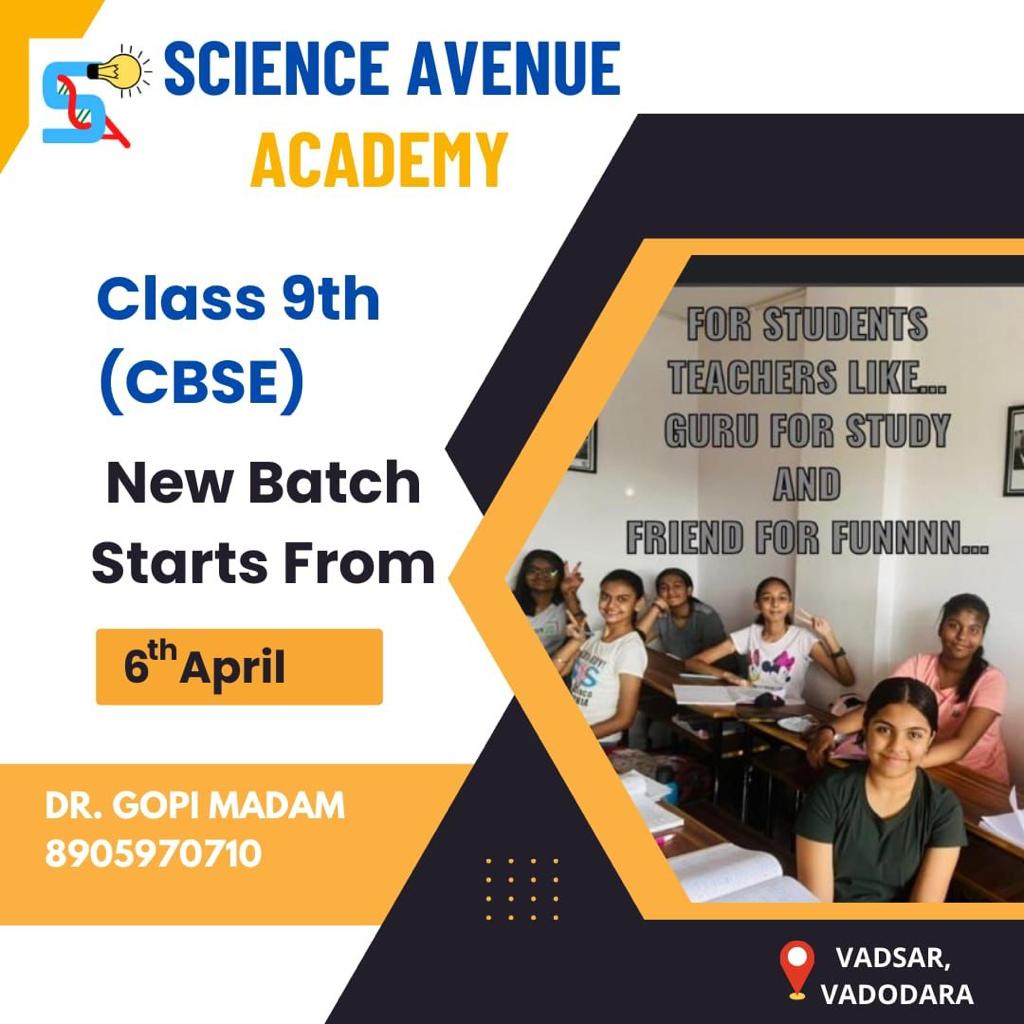 SCIENCE AVENUE
ACADEMY
Class 9th
(CBSE)
New Batch
Starts From
6th April
DR. GOPI MADAM
8905970710
FOR STUDENTS
TEACHERS LIKE...
GURU FOR STUDY
AND
FRIEND FOR FUNNNN...
VADSAR,
VADODARA